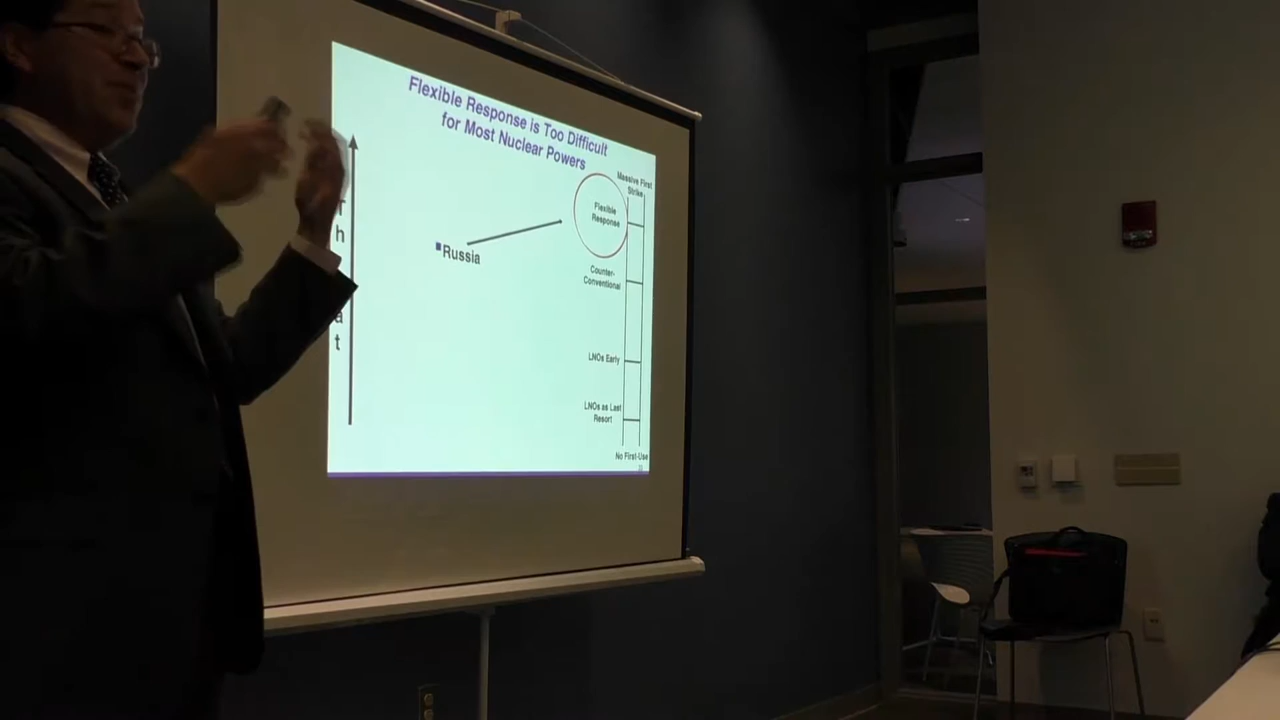 Flexible Response is Too Difficult
for Most Nuclear Powers
Massive First
Strike
Flexible
Response
r
h
Russia
Counter-
Conventional
a
t
LNOs Early
LNOs as Last
Resort
No First-Use